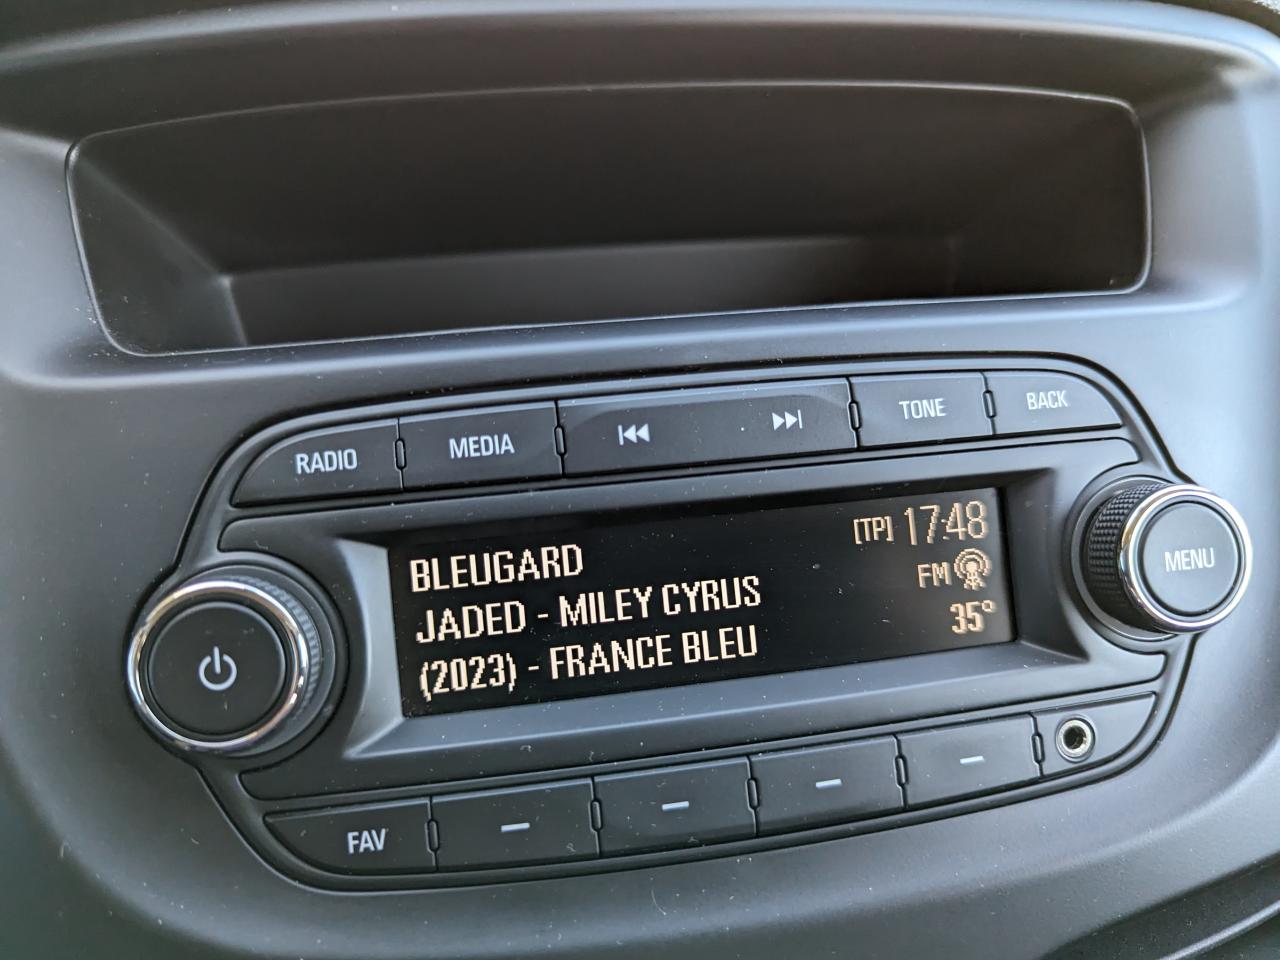 RADIO
MEDIA
TONE
BACK
[TP] 17:48
BLEUGARD
FM
JADED - MILEY CYRUS
35°
(2023) - FRANCE BLEU
MENU
FAV